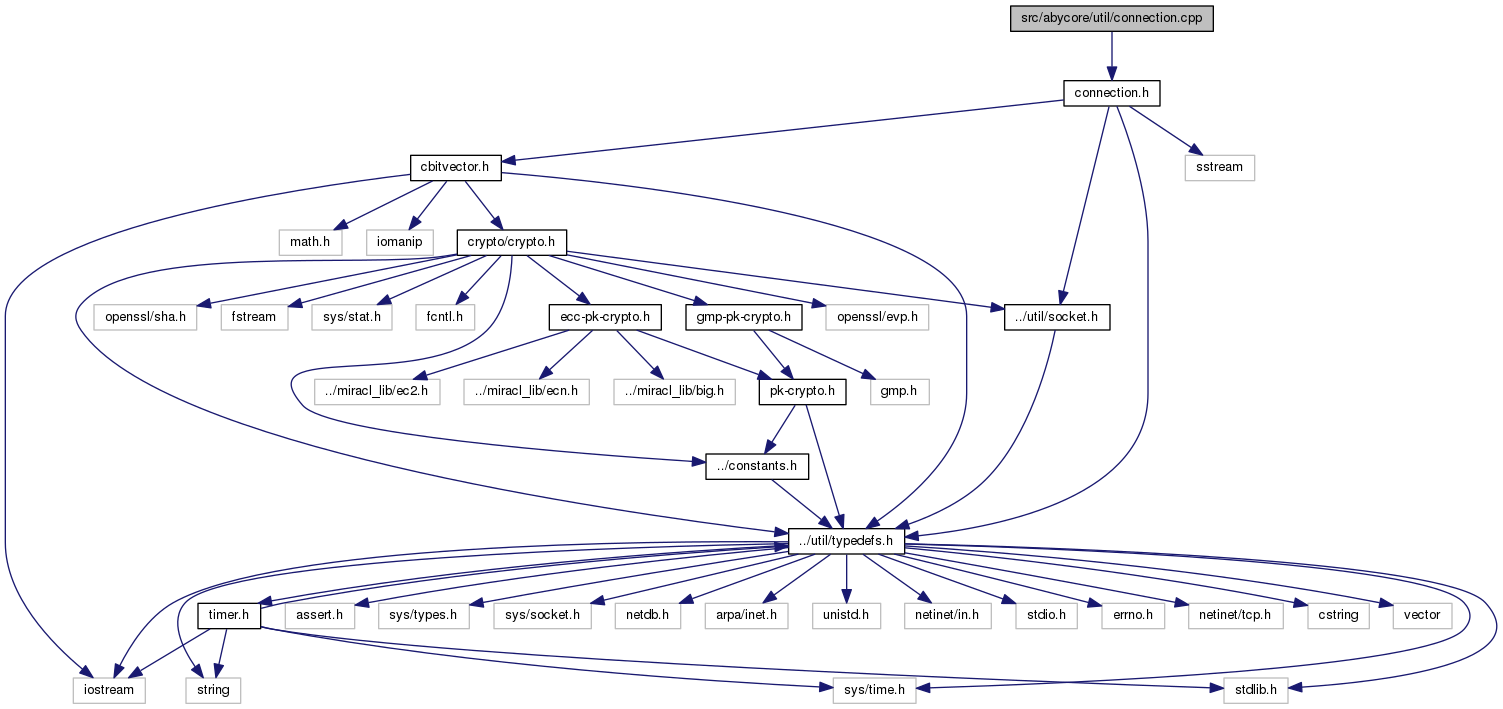 src/abycore/util/connection.cpp
connection.h
cbitvector.h
sstream
math.h
iomanip
crypto/crypto.h
openssl/sha.h
fstream
sys/stat.h
fcntl.h
ecc-pk-crypto.h
gmp-pk-crypto.h
openssl/evp.h
../util/socket.h
../miracl_lib/ec2.h
../miracl_lib/ecn.h
../miracl_lib/big.h
pk-crypto.h
gmp.h
../constants.h
../util/typedefs.h
timer.h
assert.h
sys/types.h
sys/socket.h
netdb.h
arpa/inet.h
unistd.h
netinet/in.h
stdio.h
errno.h
netinet/tcp.h
cstring
vector
iostream
string
sys/time.h
stdlib.h